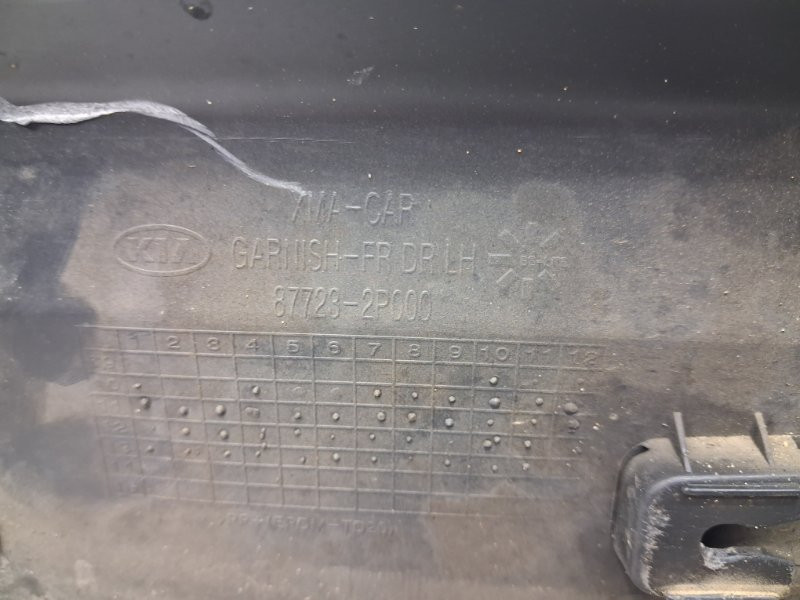 XMA-CAR
KIA GARNISH-FR DR LH
87723-2P000
1 2 3 4 5 6 7 8 9 10 11 12